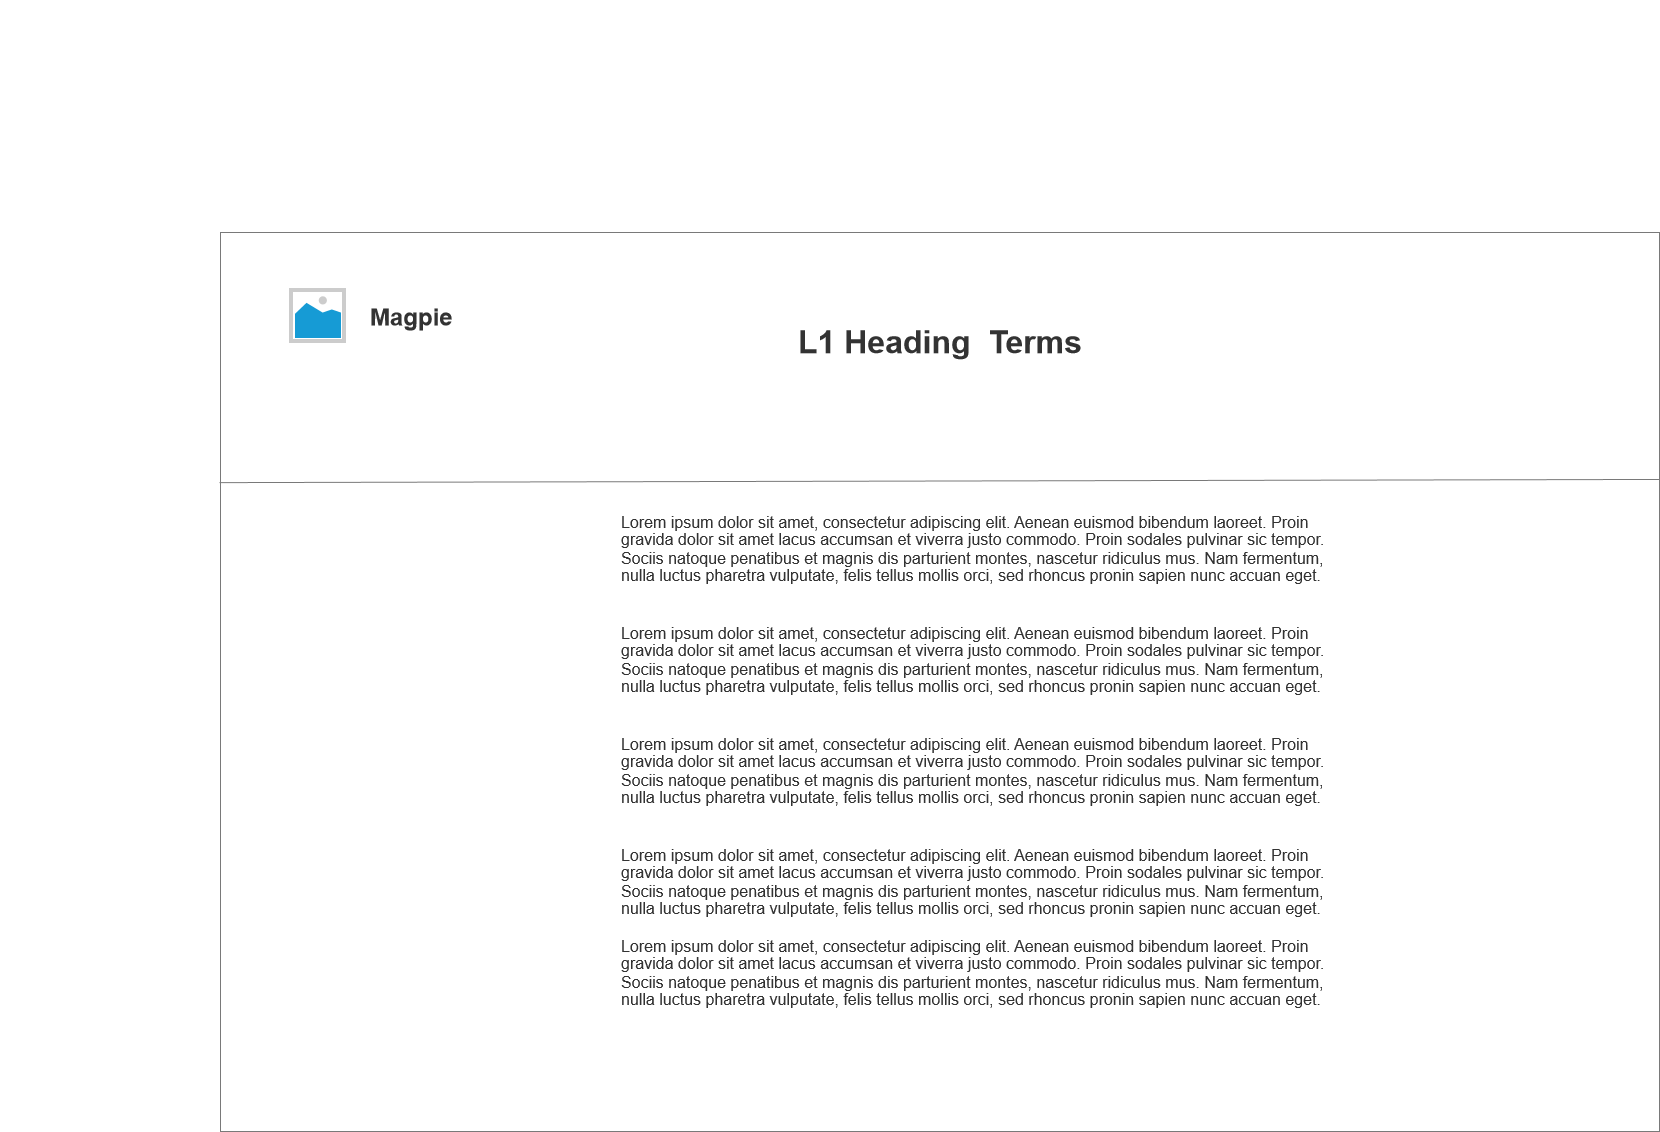 Magpie
L1 Heading  Terms
Lorem ipsum dolor sit amet, consectetur adipiscing elit. Aenean euismod bibendum laoreet. Proin
gravida dolor sit amet lacus accumsan et viverra justo commodo. Proin sodales pulvinar sic tempor.
Sociis natoque penatibus et magnis dis parturient montes, nascetur ridiculus mus. Nam fermentum,
nulla luctus pharetra vulputate, felis tellus mollis orci, sed rhoncus pronin sapien nunc accuan eget.
Lorem ipsum dolor sit amet, consectetur adipiscing elit. Aenean euismod bibendum laoreet. Proin
gravida dolor sit amet lacus accumsan et viverra justo commodo. Proin sodales pulvinar sic tempor.
Sociis natoque penatibus et magnis dis parturient montes, nascetur ridiculus mus. Nam fermentum,
nulla luctus pharetra vulputate, felis tellus mollis orci, sed rhoncus pronin sapien nunc accuan eget.
Lorem ipsum dolor sit amet, consectetur adipiscing elit. Aenean euismod bibendum laoreet. Proin
gravida dolor sit amet lacus accumsan et viverra justo commodo. Proin sodales pulvinar sic tempor.
Sociis natoque penatibus et magnis dis parturient montes, nascetur ridiculus mus. Nam fermentum,
nulla luctus pharetra vulputate, felis tellus mollis orci, sed rhoncus pronin sapien nunc accuan eget.
Lorem ipsum dolor sit amet, consectetur adipiscing elit. Aenean euismod bibendum laoreet. Proin
gravida dolor sit amet lacus accumsan et viverra justo commodo. Proin sodales pulvinar sic tempor.
Sociis natoque penatibus et magnis dis parturient montes, nascetur ridiculus mus. Nam fermentum,
nulla luctus pharetra vulputate, felis tellus mollis orci, sed rhoncus pronin sapien nunc accuan eget.
Lorem ipsum dolor sit amet, consectetur adipiscing elit. Aenean euismod bibendum laoreet. Proin
gravida dolor sit amet lacus accumsan et viverra justo commodo. Proin sodales pulvinar sic tempor.
Sociis natoque penatibus et magnis dis parturient montes, nascetur ridiculus mus. Nam fermentum,
nulla luctus pharetra vulputate, felis tellus mollis orci, sed rhoncus pronin sapien nunc accuan eget.